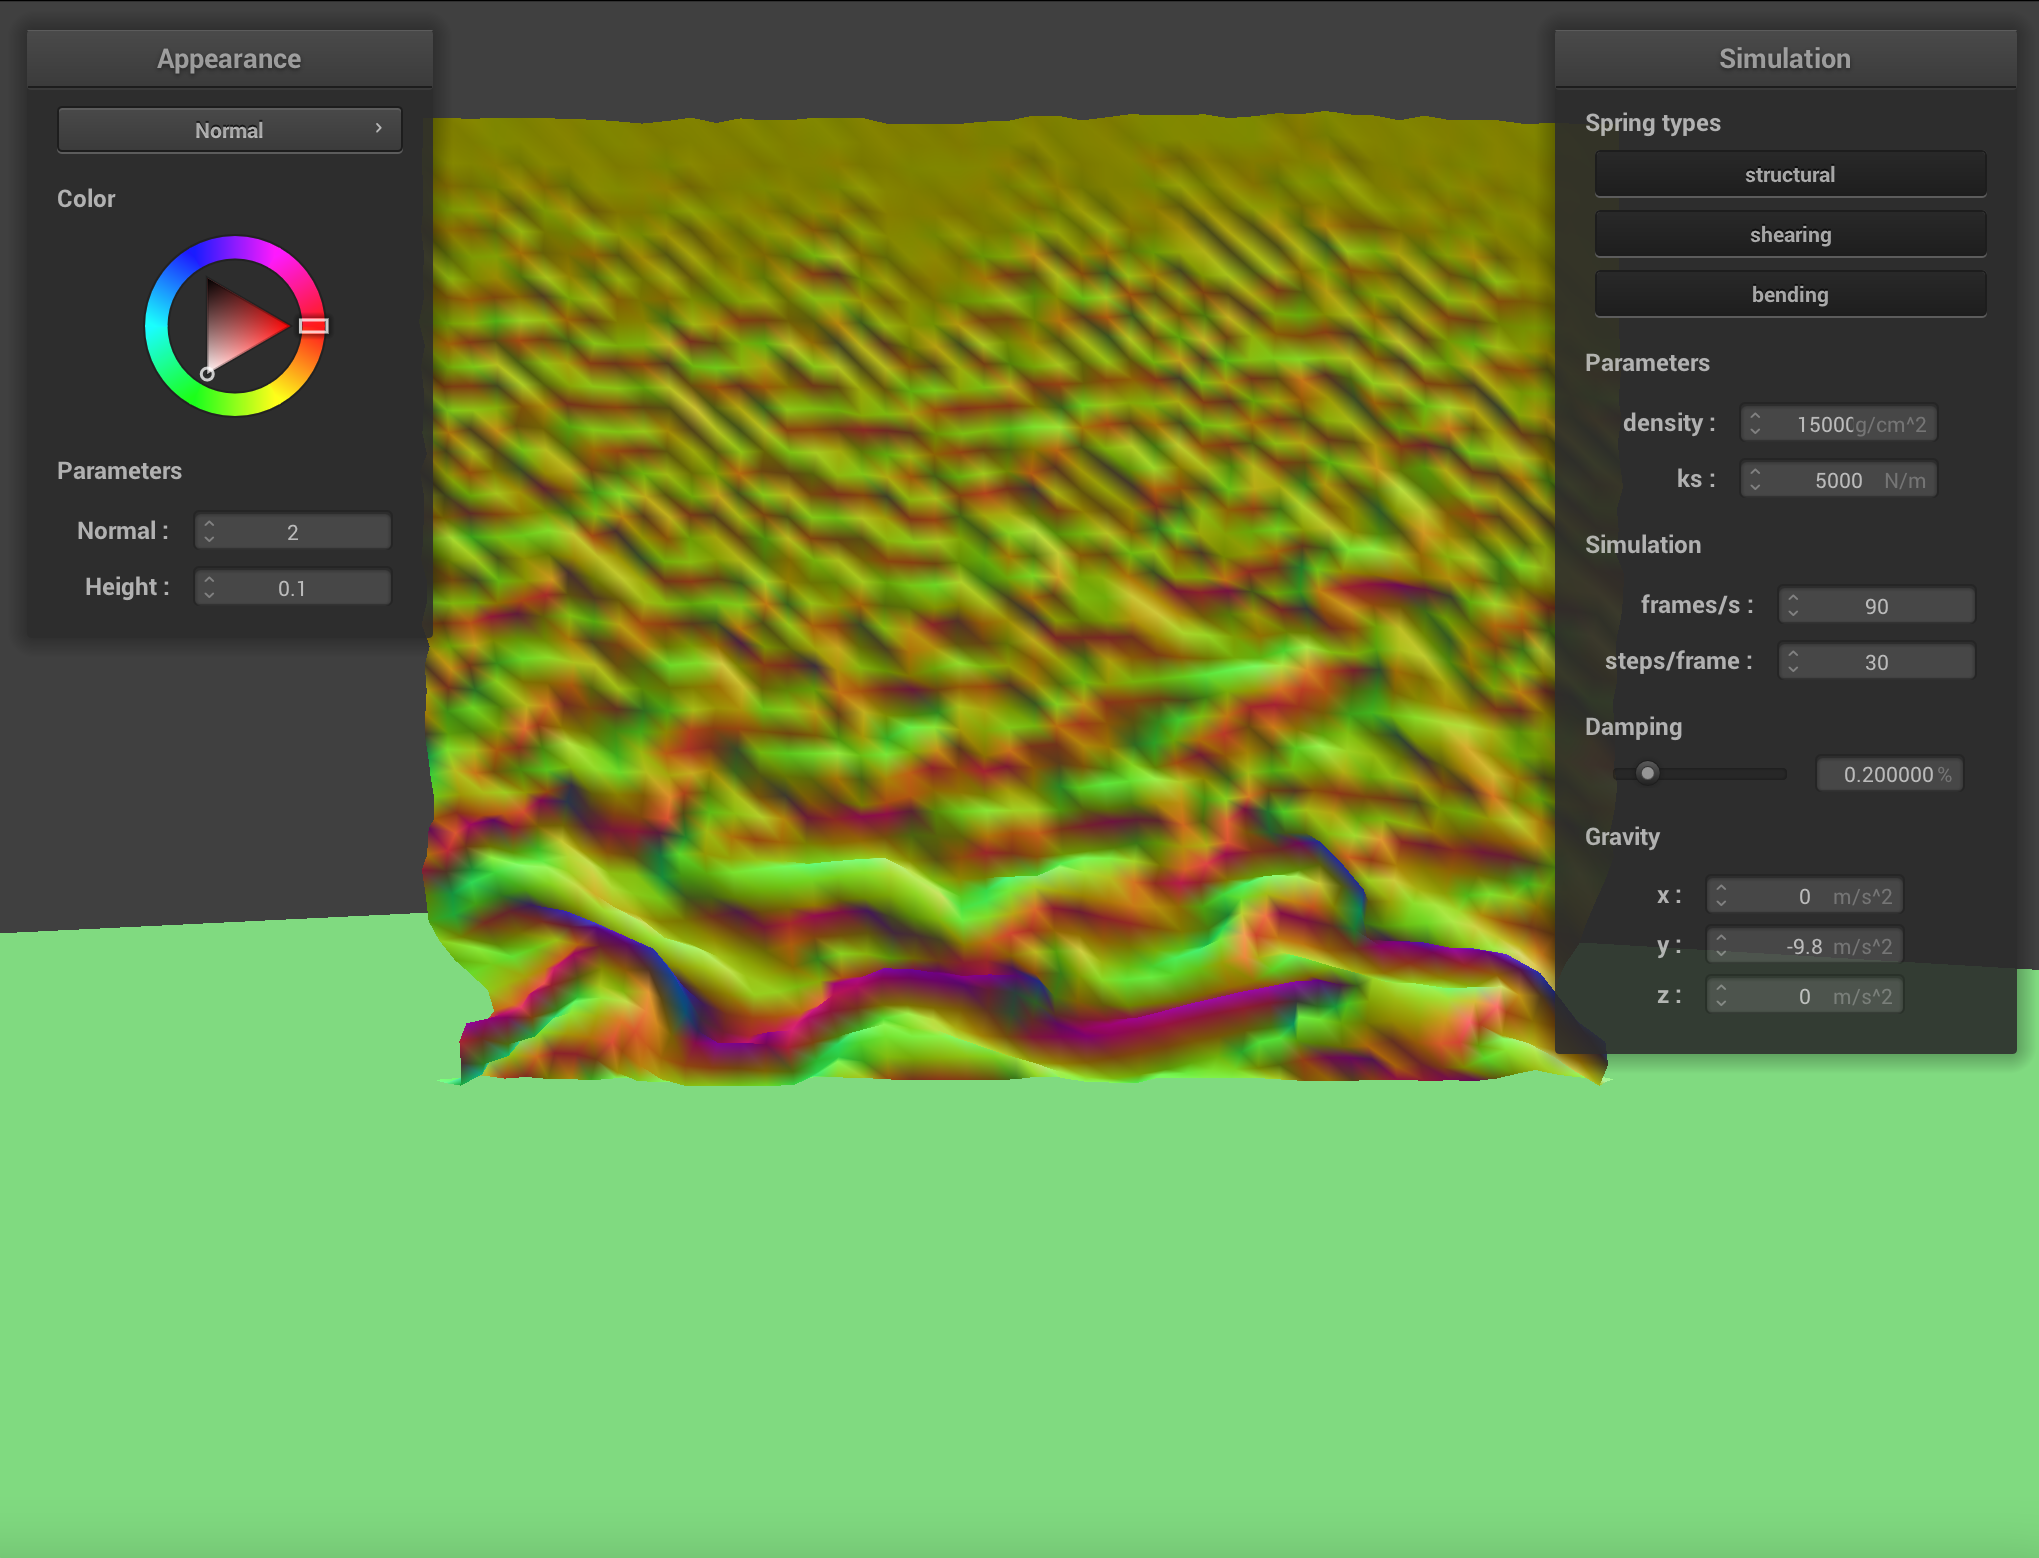 Appearance
Normal
Color
Parameters
Normal : 2
Height : 0.1
Simulation
Spring types
structural
shearing
bending
Parameters
density : 15000 g/cm^2
ks : 5000 N/m
Simulation
frames/s : 90
steps/frame : 30
Damping
0.200000 %
Gravity
x : 0 m/s^2
y : -9.8 m/s^2
z : 0 m/s^2